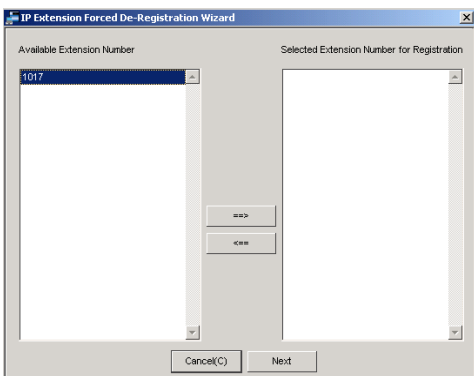 IP Extension Forced De-Registration Wizard
Available Extension Number
Selected Extension Number for Registration
1017
==>
<==
Cancel(C)
Next